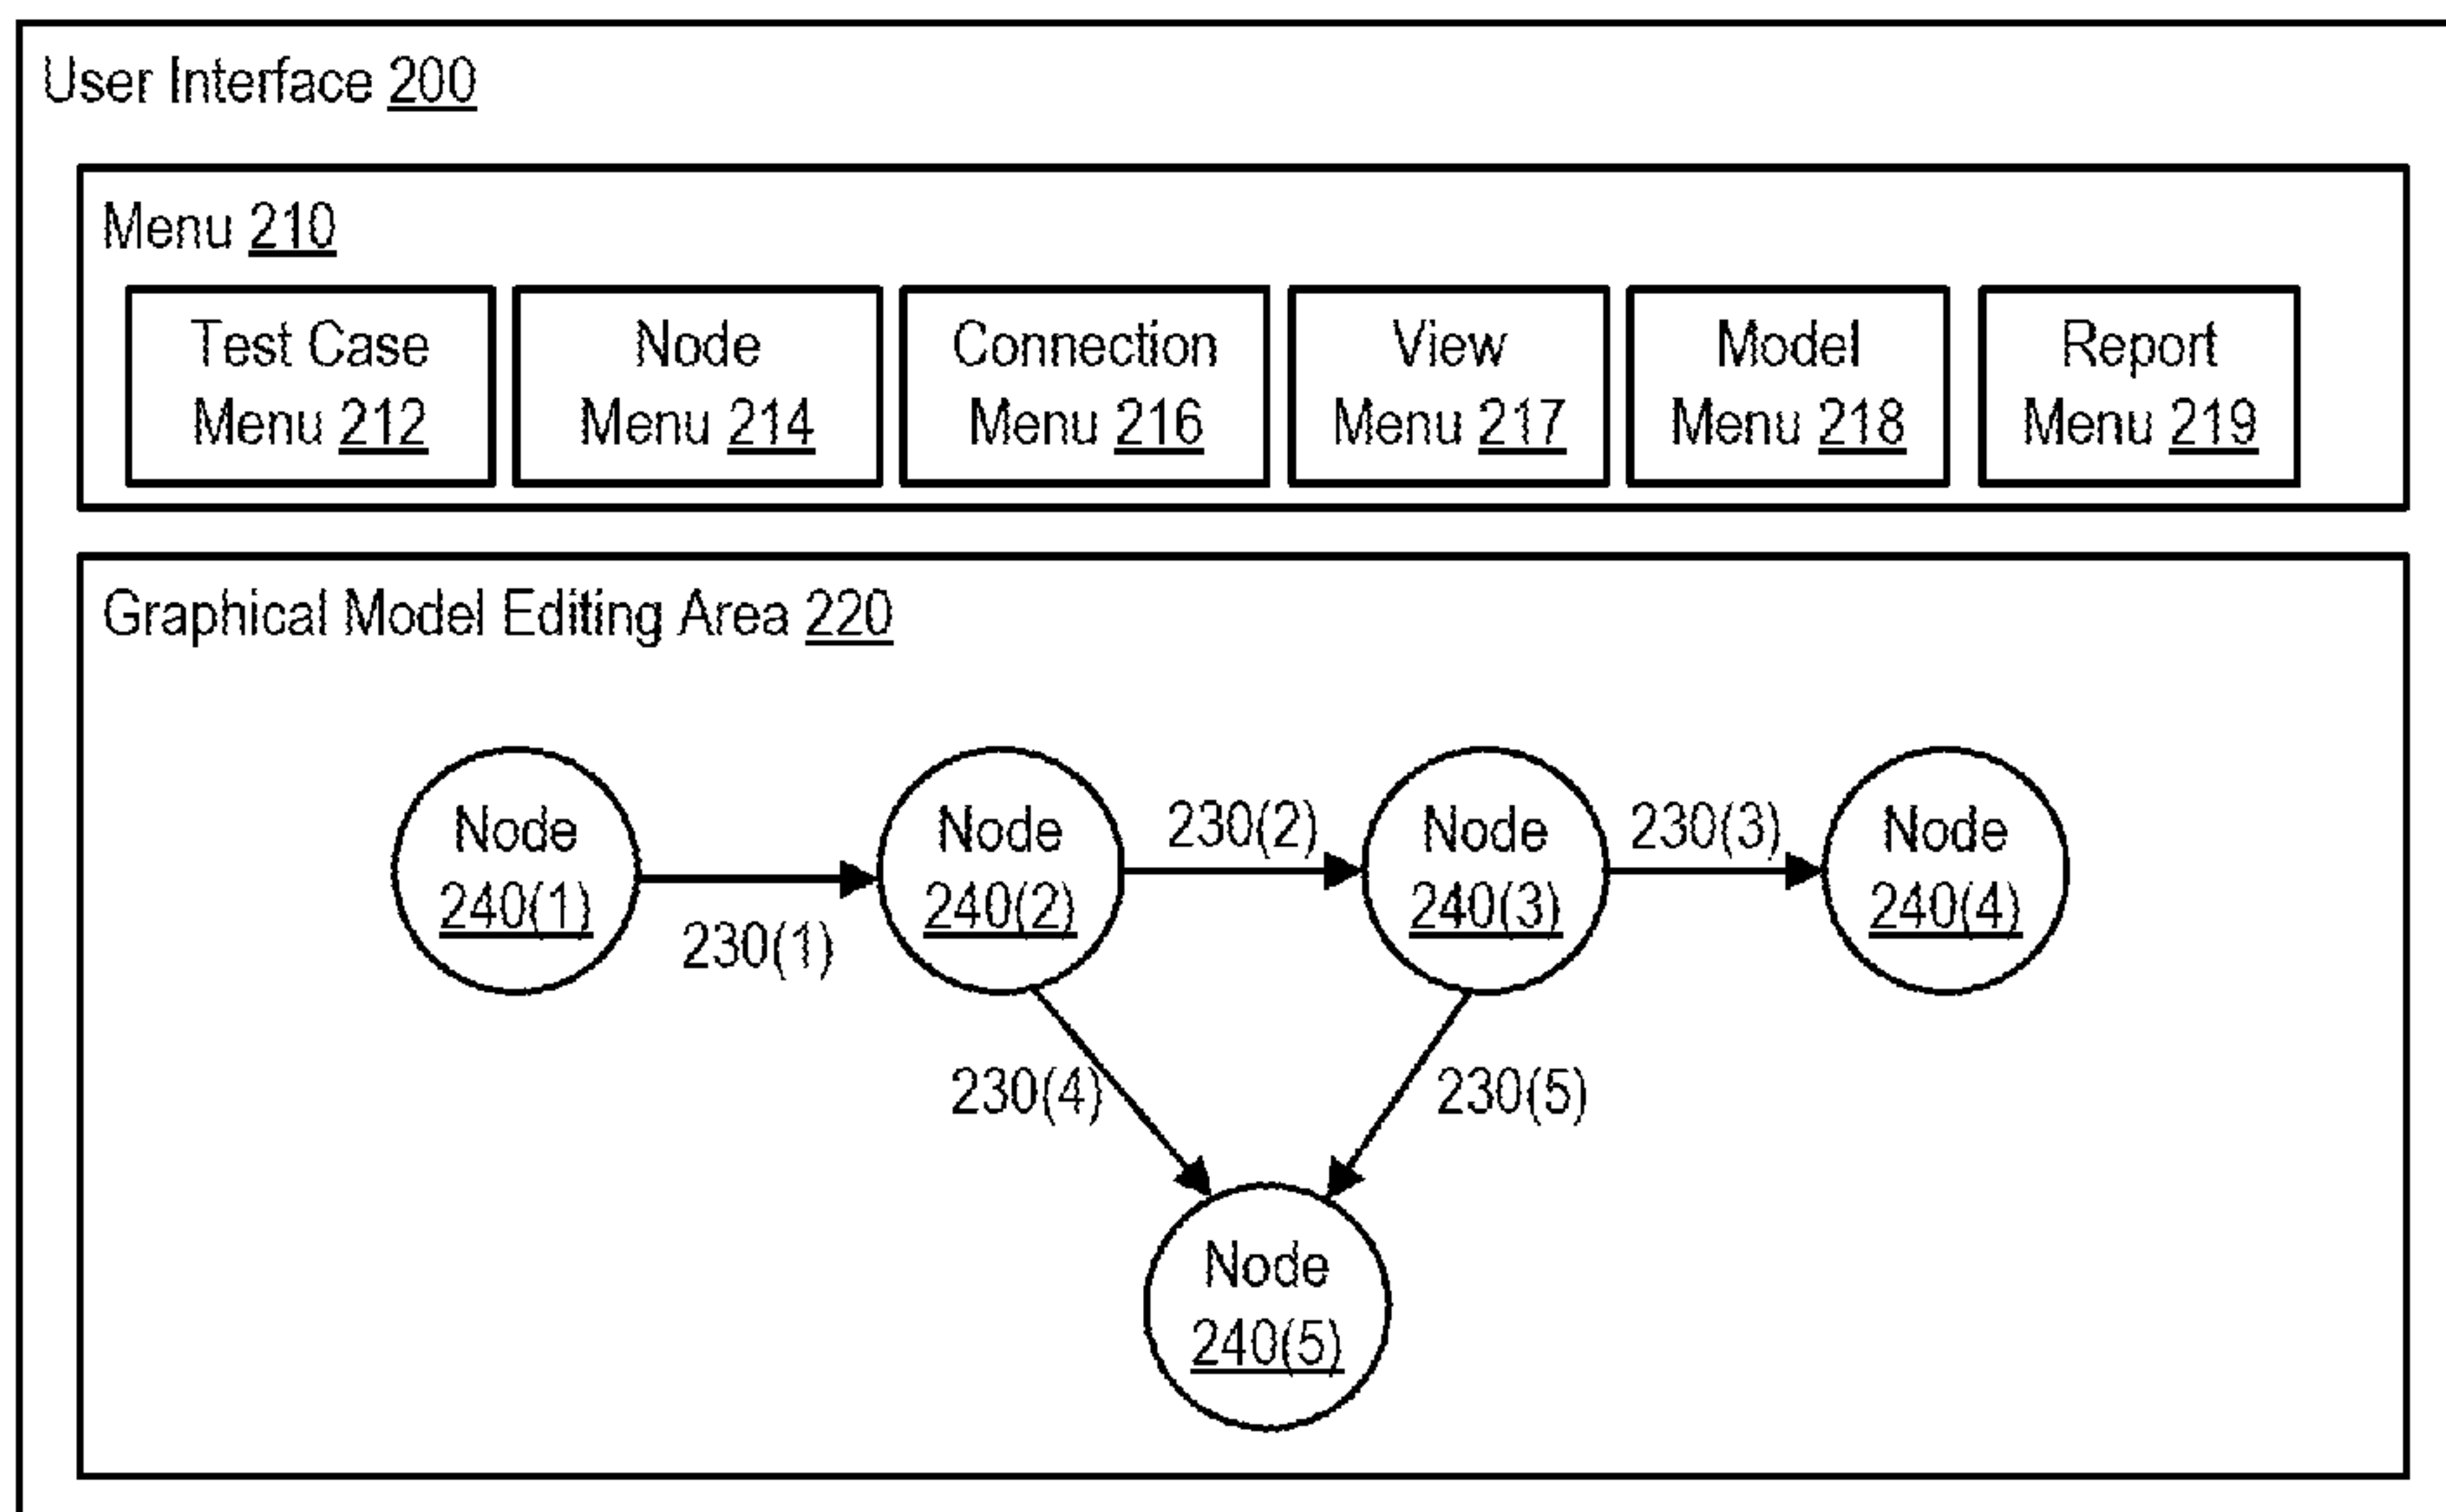 User Interface 200
Menu 210
Test Case
Menu 212
Node
Menu 214
Connection
Menu 216
View
Menu 217
Model
Menu 218
Report
Menu 219
Graphical Model Editing Area 220
Node
240(1)
230(1)
Node
240(2)
230(2)
Node
240(3)
230(3)
Node
240(4)
230(4)
230(5)
Node
240(5)